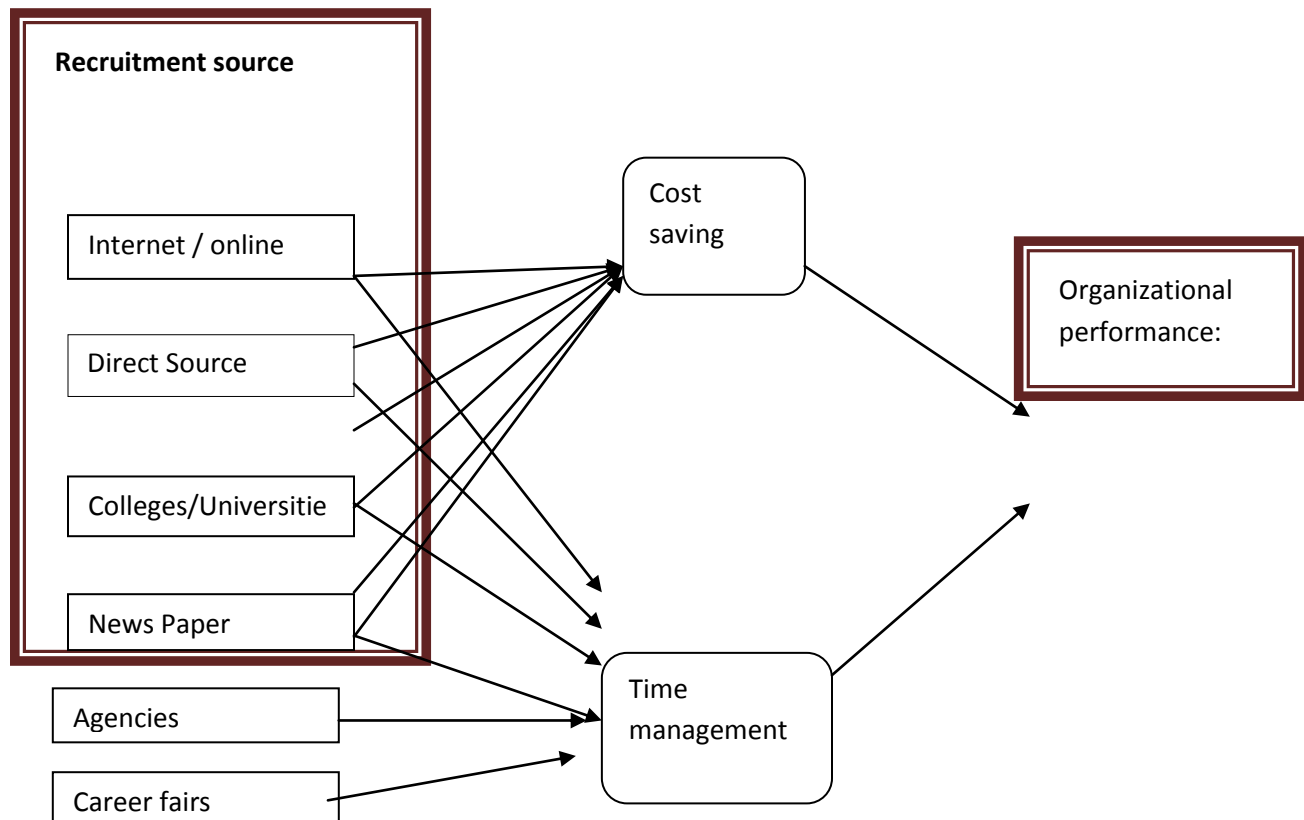 Recruitment source
Internet / online
Direct Source
Colleges/Universitie
News Paper
Agencies
Career fairs
Cost
saving
Time
management
Organizational
performance: